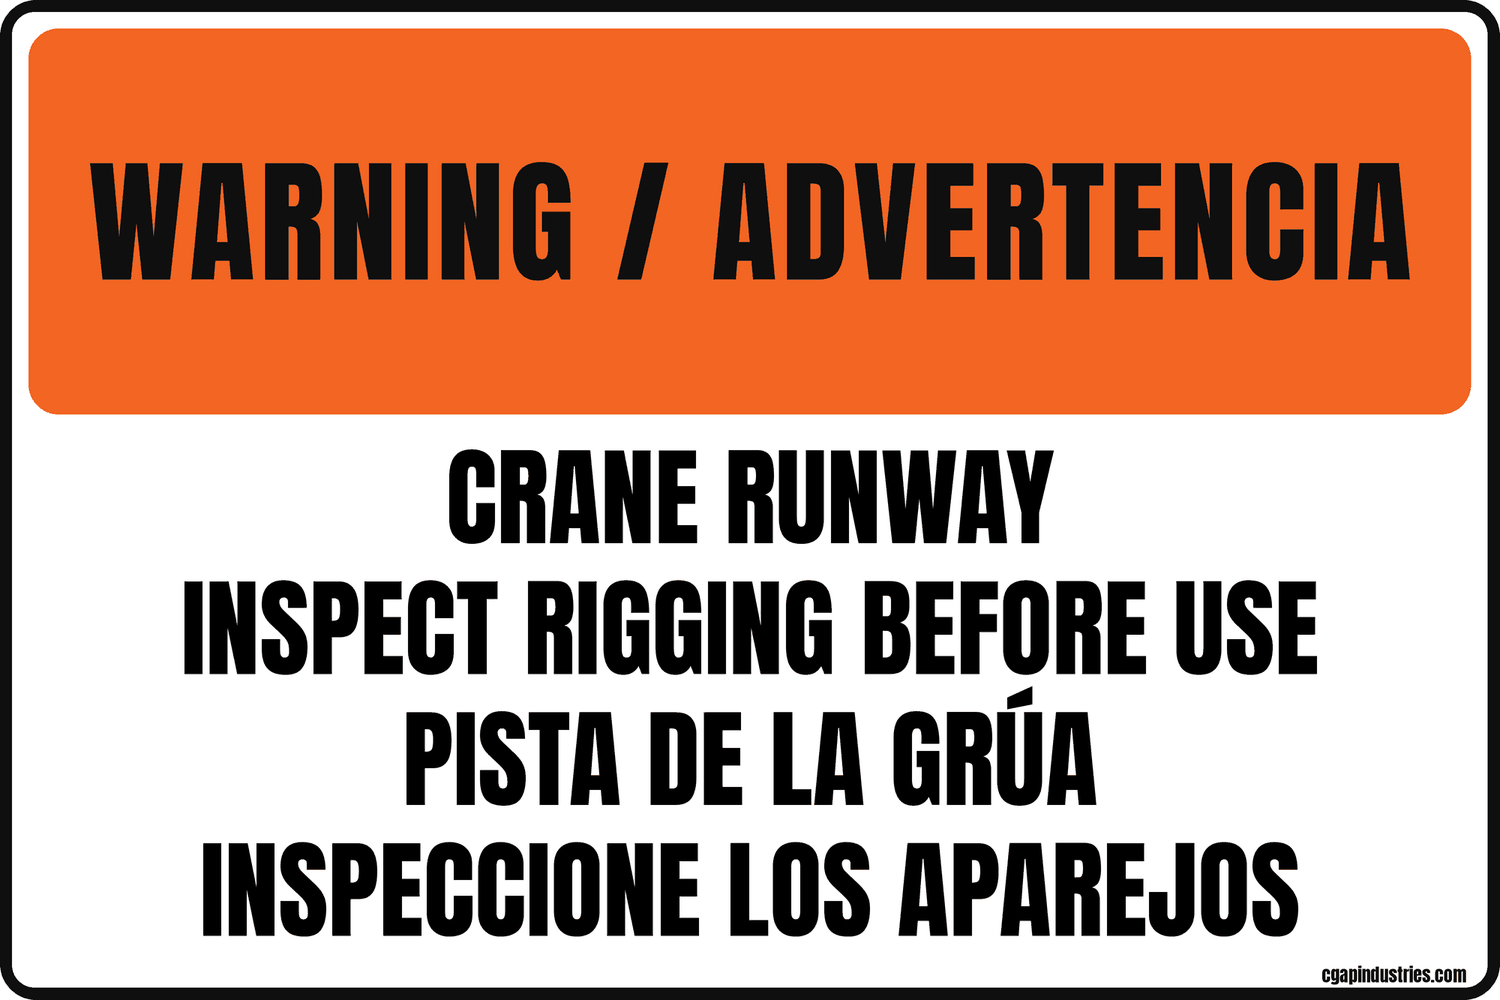 WARNING / ADVERTENCIA
CRANE RUNWAY
INSPECT RIGGING BEFORE USE
PISTA DE LA GRÚA
INSPECCIONE LOS APAREJOS
cgapindustries.com